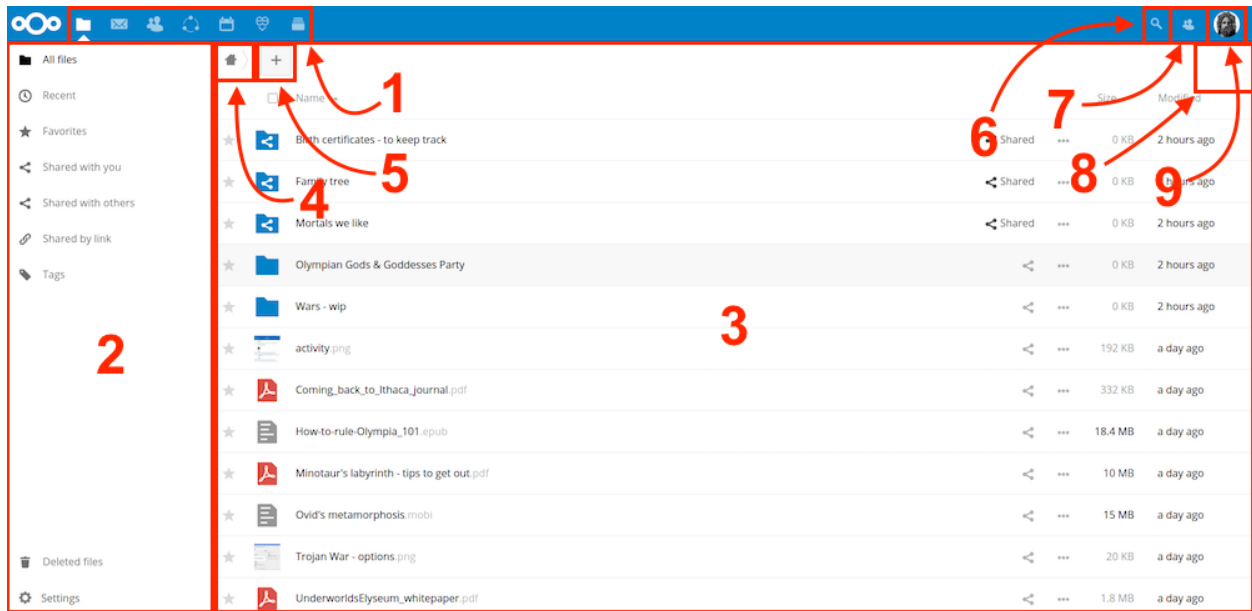 All files
Recent
Favorites
Shared with you
Shared with others
Shared by link
Tags
Deleted files
Settings
+
Name Size Modified
Birth certificates - to keep track Shared ••• 0 KB 2 hours ago
Family tree Shared 0 KB hours ago
Mortals we like Shared ••• 0 KB 2 hours ago
Olympian Gods & Goddesses Party ••• 0 KB 2 hours ago
Wars - wip ••• 0 KB 2 hours ago
activity.png ••• 192 KB a day ago
Coming_back_to_Ithaca_journal.pdf ••• 332 KB a day ago
How-to-rule-Olympia_101.epub ••• 18.4 MB a day ago
Minotaur's labyrinth - tips to get out.pdf ••• 10 MB a day ago
Ovid's metamorphosis.mobi ••• 15 MB a day ago
Trojan War - options.png ••• 20 KB a day ago
UnderworldsElyseum_whitepaper.pdf ••• 1.8 MB a day ago
1
2
3
4
5
6
7
8
9